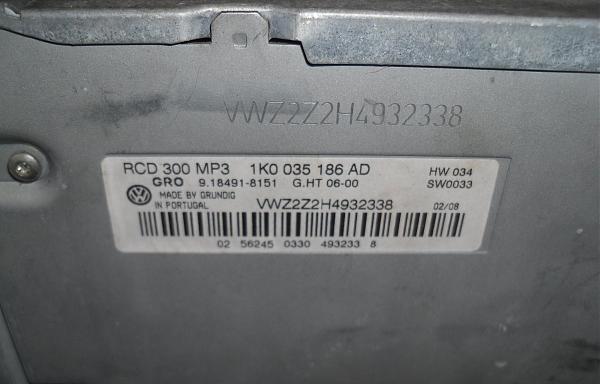 VWZ2Z2H4932338
RCD 300 MP3 1K0 035 186 AD HW 034
GRO 9.18491-8151 G.HT 06-00 SW0033
MADE BY GRUNDIG
IN PORTUGAL VWZ2Z2H4932338 02/08
02 56245 0330 493233 8